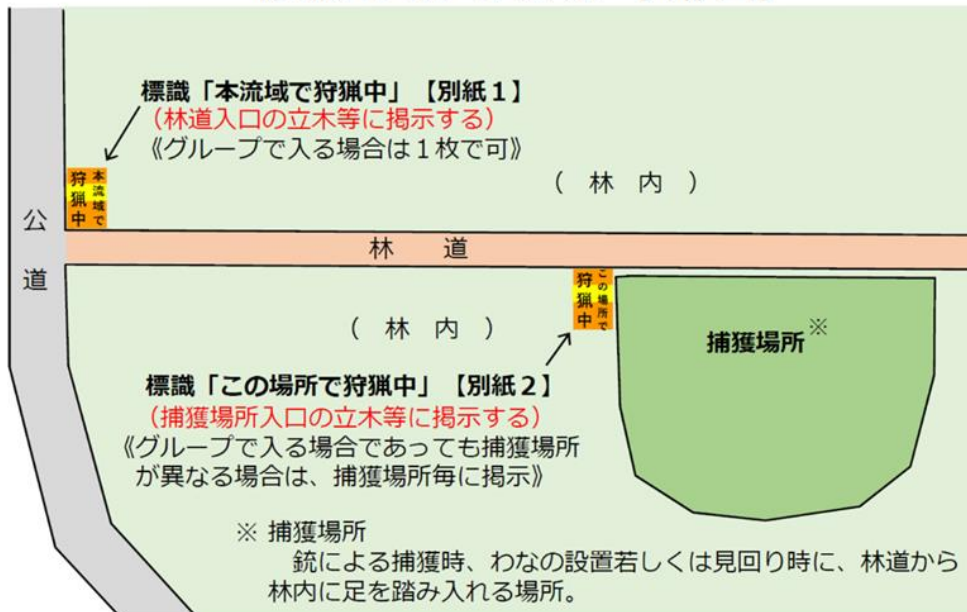 標識「本流域で狩猟中」【別紙１】
（林道入口の立木等に掲示する）
《グループで入る場合は１枚で可》
本流域で
狩猟中
（ 林 内 ）
公道
林 道
この場所で
狩猟中
（ 林 内 ）
捕獲場所※
標識「この場所で狩猟中」【別紙２】
（捕獲場所入口の立木等に掲示する）
《グループで入る場合であっても捕獲場所
が異なる場合は、捕獲場所毎に掲示》
※ 捕獲場所
銃による捕獲時、わなの設置若しくは見回り時に、林道から
林内に足を踏み入れる場所。